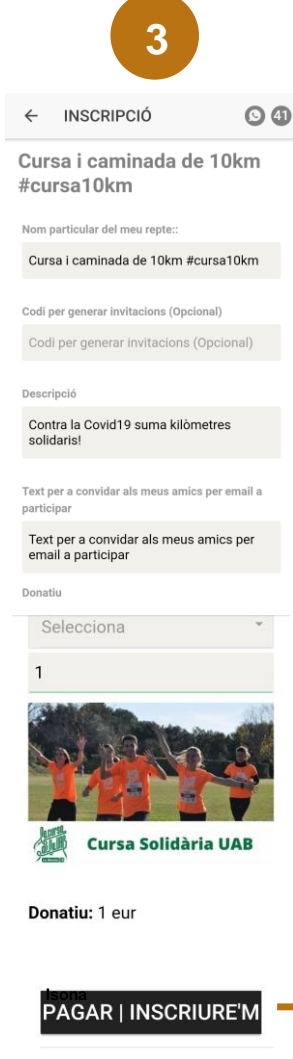 3
INSCRIPCIÓ
41
Cursa i caminada de 10km
#cursa10km
Nom particular del meu repte::
Cursa i caminada de 10km #cursa10km
Codi per generar invitacions (Opcional)
Codi per generar invitacions (Opcional)
Descripció
Contra la Covid19 suma kilòmetres
solidaris!
Text per a convidar als meus amics per email a
participar
Text per a convidar als meus amics per
email a participar
Donatiu
Selecciona
1
Cursa Solidària UAB
Donatiu: 1 eur
Isona
PAGAR | INSCRIURE'M